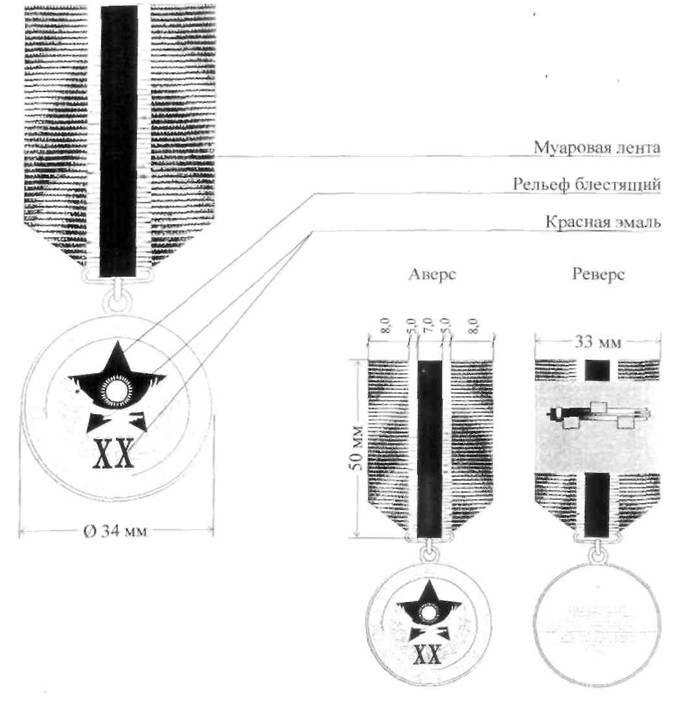 Муаровая лента
Рельеф блестящий
Красная эмаль
Аверс
Реверс
8,0 5,0 7,0 5,0 8,0
33 мм
50 мм
XX
Ø 34 мм
XX